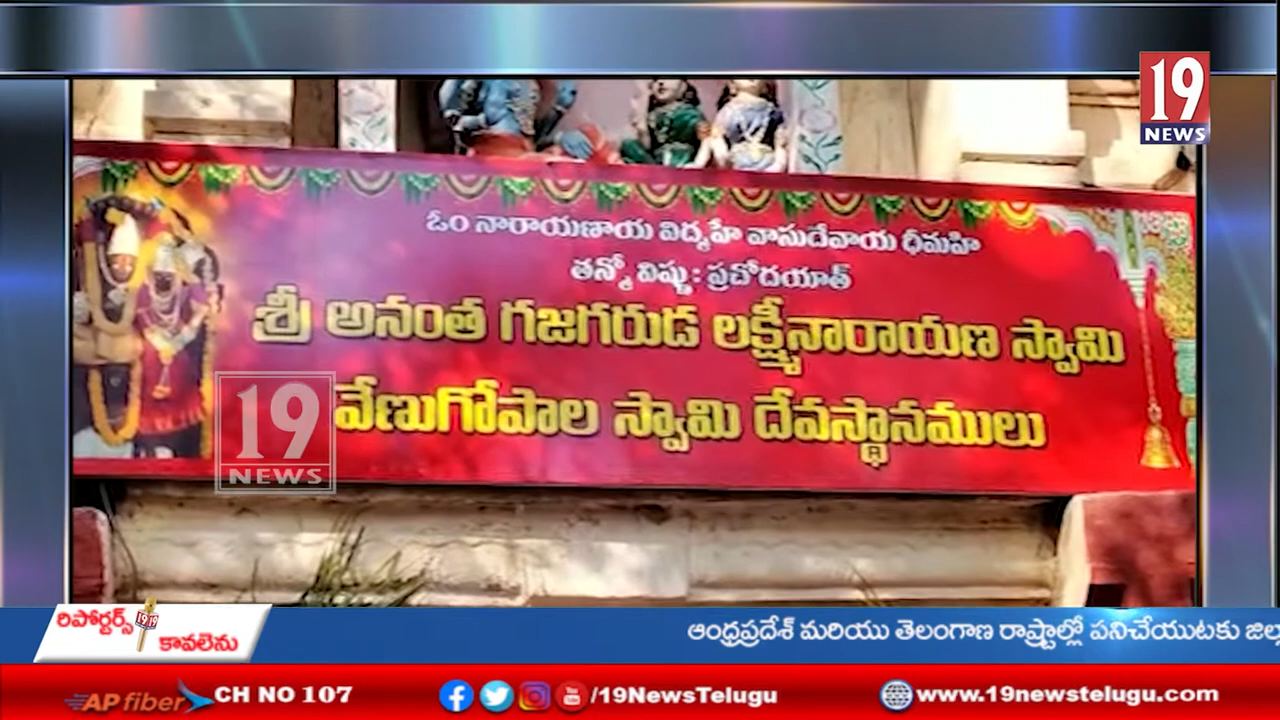 19
NEWS
ఓం నారాయణాయ విద్మహే వాసుదేవాయ ధీమహి
తన్నో విష్ణు: ప్రచోదయాత్
శ్రీ అనంత గజగరుడ లక్ష్మీనారాయణ స్వామి
వేణుగోపాల స్వామి దేవస్థానములు
19
NEWS
రిపోర్టర్స్
కావలెను
ఆంధ్రప్రదేశ్ మరియు తెలంగాణ రాష్ట్రాల్లో పనిచేయుటకు
AP fiber CH NO 107 /19NewsTelugu www.19newstelugu.com